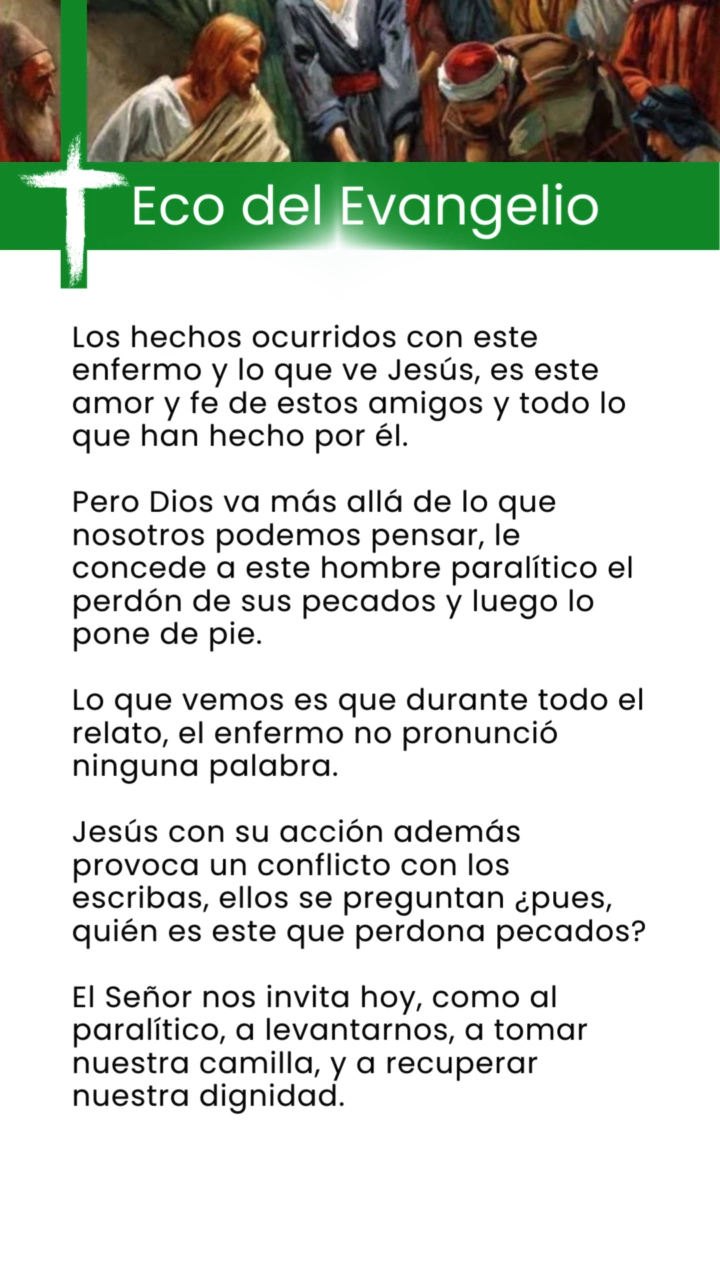 Eco del Evangelio
Los hechos ocurridos con este
enfermo y lo que ve Jesús, es este
amor y fe de estos amigos y todo lo
que han hecho por él.
Pero Dios va más allá de lo que
nosotros podemos pensar, le
concede a este hombre paralítico el
perdón de sus pecados y luego lo
pone de pie.
Lo que vemos es que durante todo el
relato, el enfermo no pronunció
ninguna palabra.
Jesús con su acción además
provoca un conflicto con los
escribas, ellos se preguntan ¿pues,
quién es este que perdona pecados?
El Señor nos invita hoy, como al
paralítico, a levantarnos, a tomar
nuestra camilla, y a recuperar
nuestra dignidad.